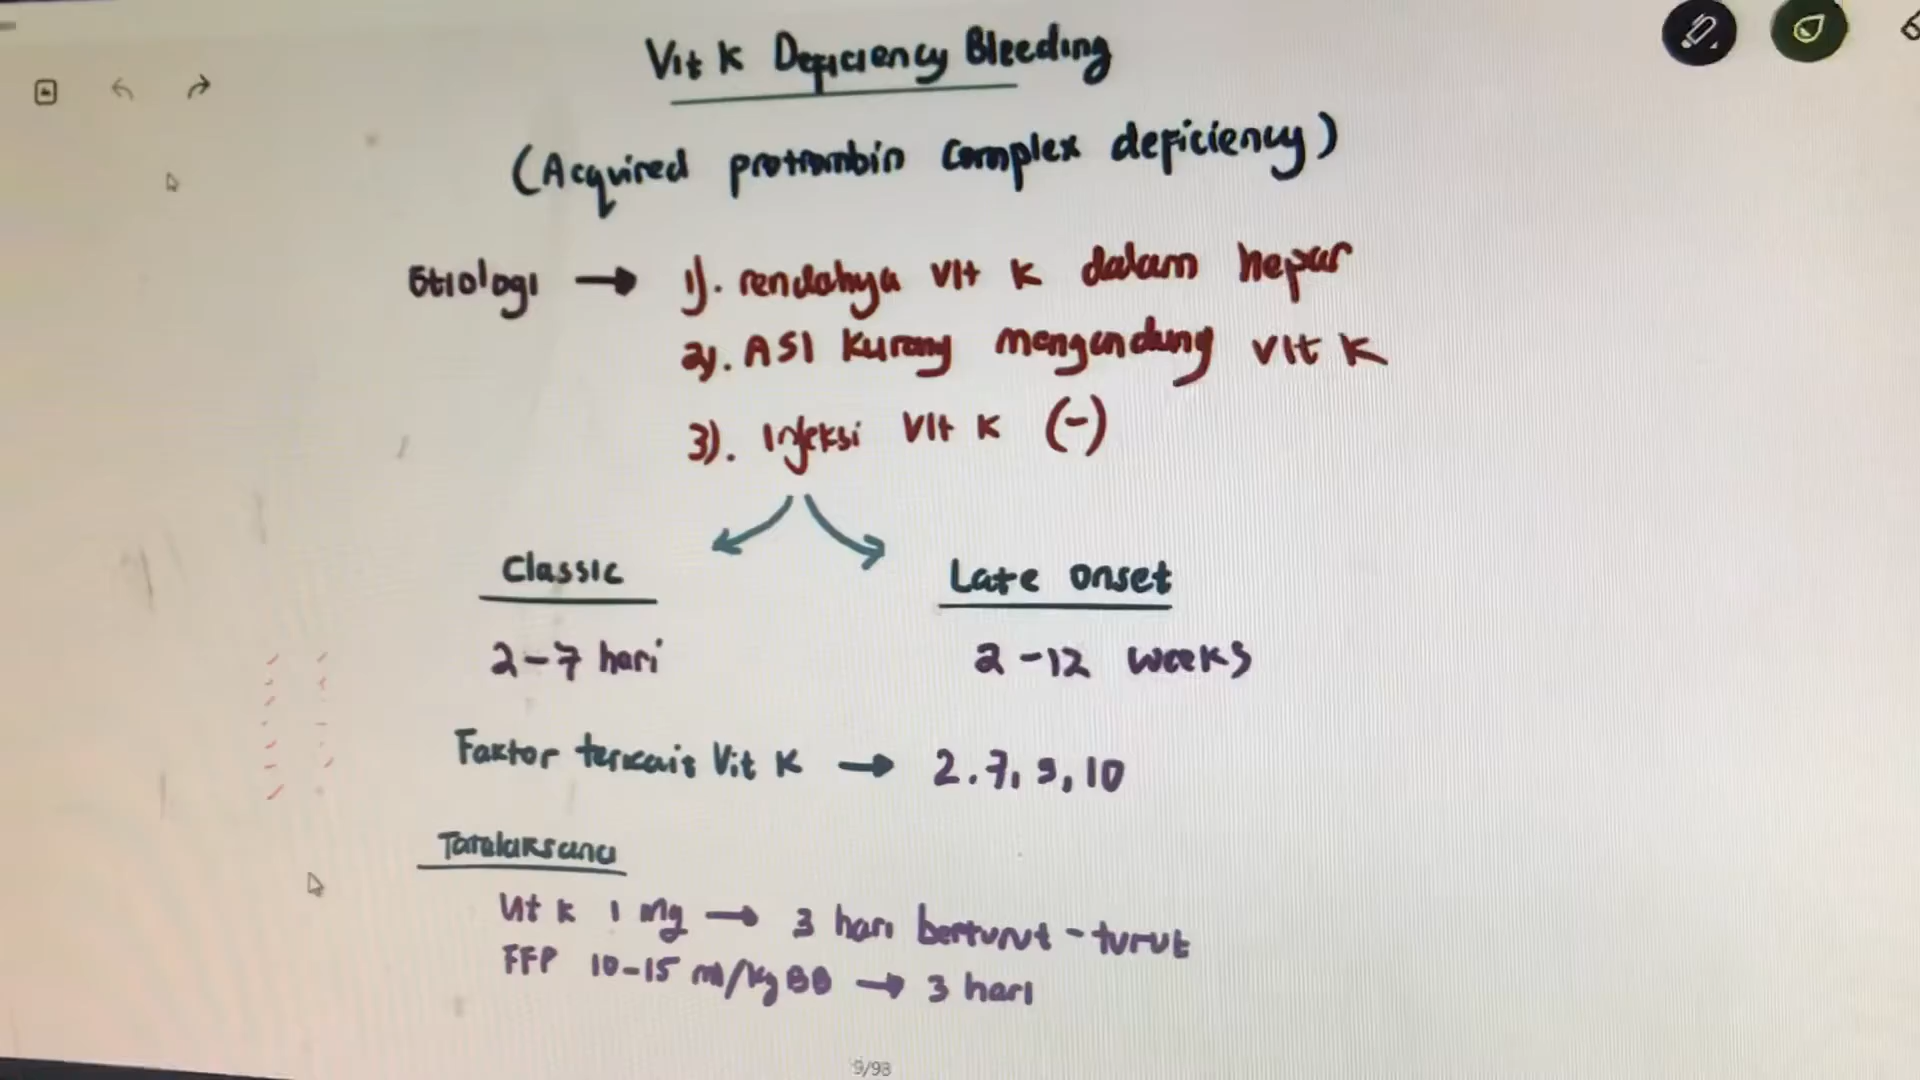 Vit K Deficiency Bleeding
(Acquired protrombin complex deficiency)
Etiologi → 1). rendahya vit K dalam hepar
2). ASI kurang mengandung vit K
3). Injeksi Vit K (-)
Classic
Late onset
2-7 hari
2-12 weeks
Faktor terkait Vit K → 2. 7, 9, 10
Tatalaksana
Vit K 1 mg → 3 hari berturut-turut
FFP 10-15 ml/kgBB → 3 hari
9/93